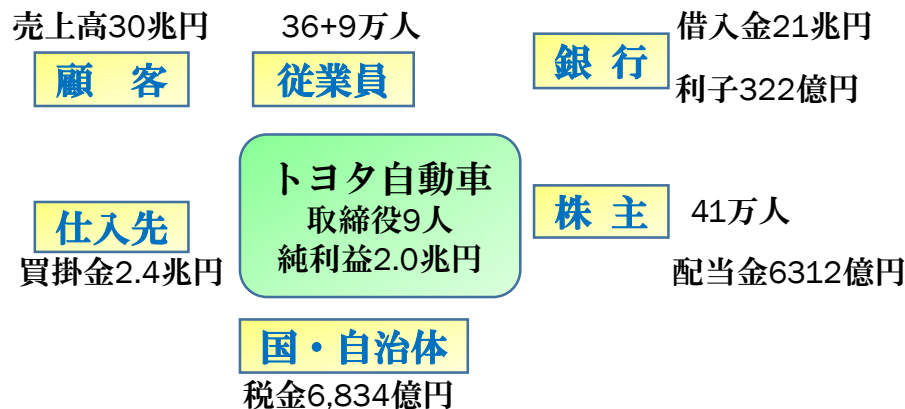 売上高30兆円
36+9万人
借入金21兆円
顧　客
従業員
銀 行
利子322億円
トヨタ自動車
取締役9人
純利益2.0兆円
仕入先
買掛金2.4兆円
株 主
41万人
配当金6312億円
国・自治体
税金6,834億円